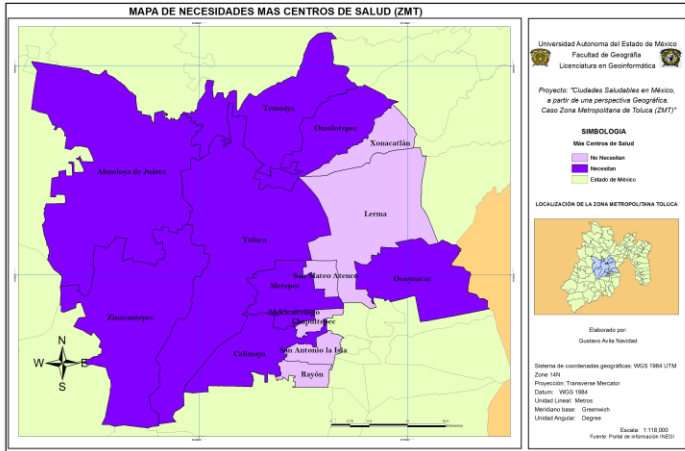 MAPA DE NECESIDADES MAS CENTROS DE SALUD (ZMT)
Temoaya
Otzolotepec
Xonacatlán
Almoloya de Juárez
Lerma
Toluca
San Mateo Atenco
Ocoyoacac
Metepec
Zinacantepec
Mexicaltzingo
Chapultepec
Calimaya
San Antonio la Isla
Rayón
N
W E
S
Universidad Autonoma del Estado de México
Facultad de Geografía
Licenciatura en Geoinformática
Proyecto: "Ciudades Saludables en México,
a partir de una perspectiva Geográfica.
Caso Zona Metropolitana de Toluca (ZMT)"
SIMBOLOGIA
Más Centros de Salud
No Necesitan
Necesitan
Estado de México
LOCALIZACIÓN DE LA ZONA METROPOLITANA TOLUCA
Elaborado por:
Gustavo Avila Navidad
Sistema de coordenadas geográficas: WGS 1984 UTM
Zone 14N
Proyección: Transverse Mercator
Datum: WGS 1984
Unidad Lineal: Metros
Meridiano base: Greenwich
Unidad Angular: Degree
Escala: 1:118,000
Fuente: Portal de información INEGI